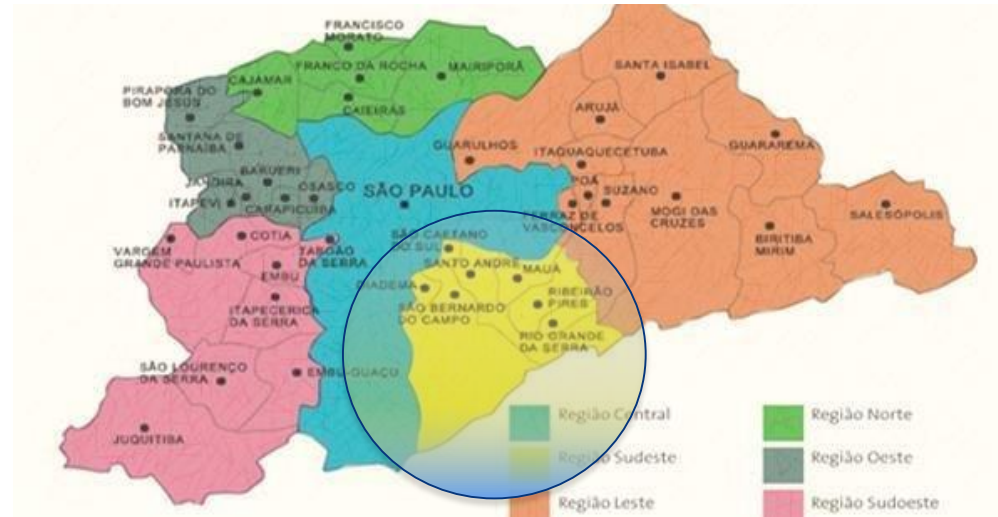 FRANCISCO
MORATO
FRANCO DA ROCHA
MAIRIPORÃ
CAJAMAR
CAIEIRAS
PIRAPORA DO
BOM JESUS
SANTANA DE
PARNAÍBA
BARUERI
JANDIRA
OSASCO
ITAPEVI
CARAPICUIBA
SÃO PAULO
GUARULHOS
SANTA ISABEL
ARUJÁ
ITAQUAQUECETUBA
GUARAREMA
POÁ
SUZANO
FERRAZ DE
VASCONCELOS
MOGI DAS
CRUZES
BIRITIBA
MIRIM
SALESÓPOLIS
COTIA
VARGEM
GRANDE PAULISTA
TABOÃO
DA SERRA
EMBU
ITAPECERICA
DA SERRA
SÃO LOURENÇO
DA SERRA
EMBU-GUAÇU
JUQUITIBA
SÃO CAETANO
DO SUL
SANTO ANDRÉ
MAUÁ
DIADEMA
SÃO BERNARDO
DO CAMPO
RIBEIRÃO
PIRES
RIO GRANDE
DA SERRA
Região Central
Região Sudeste
Região Leste
Região Norte
Região Oeste
Região Sudoeste